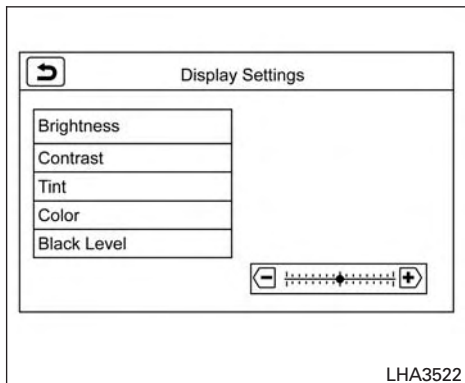 Display Settings
Brightness
Contrast
Tint
Color
Black Level
- +
LHA3522